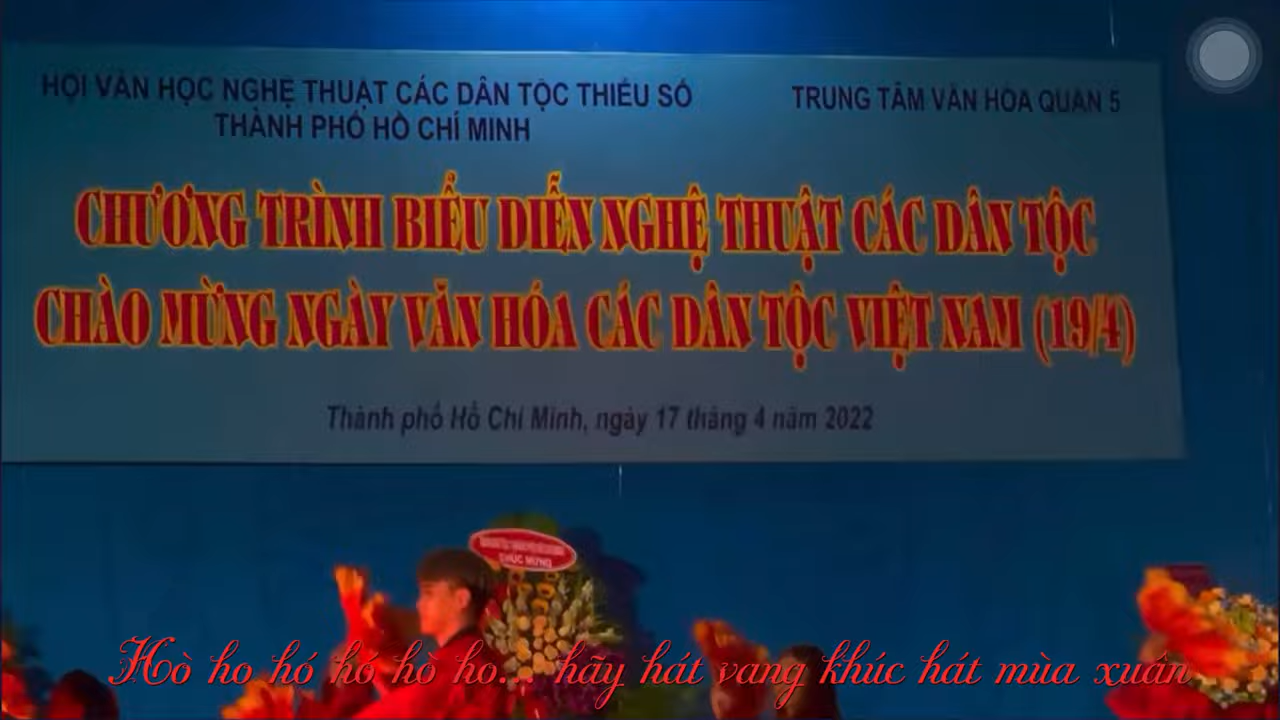 HỘI VĂN HỌC NGHỆ THUẬT CÁC DÂN TỘC THIỂU SỐ
THÀNH PHỐ HỒ CHÍ MINH
TRUNG TÂM VĂN HÓA QUẬN 5
CHƯƠNG TRÌNH BIỂU DIỄN NGHỆ THUẬT CÁC DÂN TỘC
CHÀO MỪNG NGÀY VĂN HÓA CÁC DÂN TỘC VIỆT NAM (19/4)
Thành phố Hồ Chí Minh, ngày 17 tháng 4 năm 2022
CHÚC MỪNG
Hò ho hó hó hò ho... hãy hát vang khúc hát mùa xuân